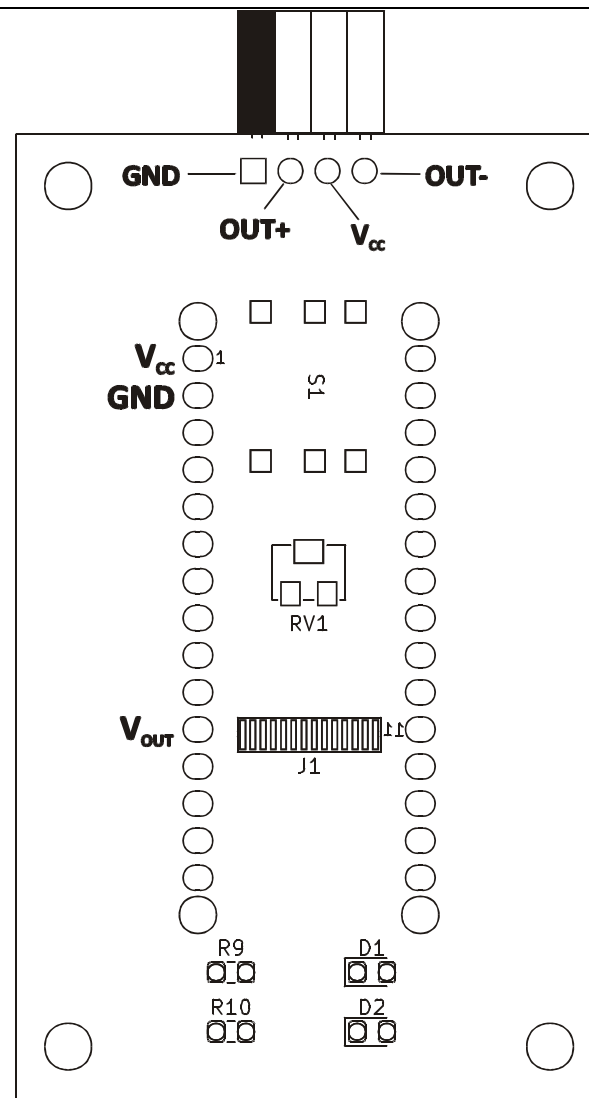 GND OUT-
OUT+ Vcc
Vcc 1
GND
S1
RV1
VOUT 11
J1
R9 D1
R10 D2